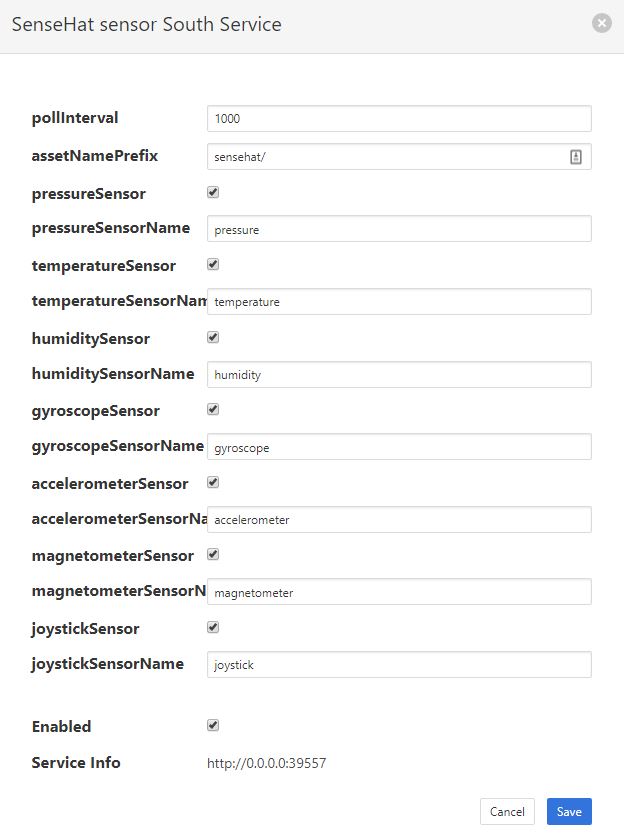 SenseHat sensor South Service
pollInterval 1000
assetNamePrefix sensehat/
pressureSensor
pressureSensorName pressure
temperatureSensor
temperatureSensorNam temperature
humiditySensor
humiditySensorName humidity
gyroscopeSensor
gyroscopeSensorName gyroscope
accelerometerSensor
accelerometerSensorNa accelerometer
magnetometerSensor
magnetometerSensorN magnetometer
joystickSensor
joystickSensorName joystick
Enabled
Service Info http://0.0.0.0:39557
Cancel Save